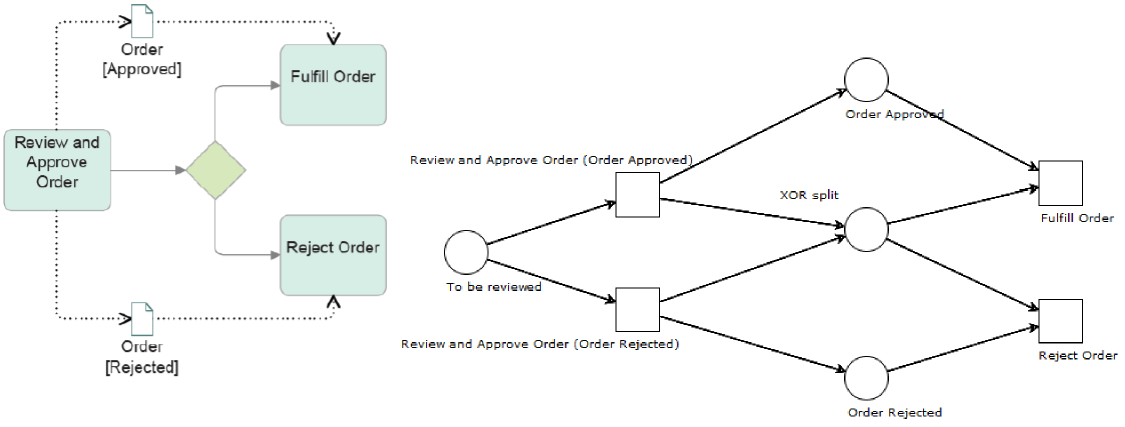 Order
[Approved]
Fulfill Order
Review and
Approve
Order
Reject Order
Order
[Rejected]
Order Approved
Review and Approve Order (Order Approved)
XOR split
Fulfill Order
To be reviewed
Review and Approve Order (Order Rejected)
Reject Order
Order Rejected